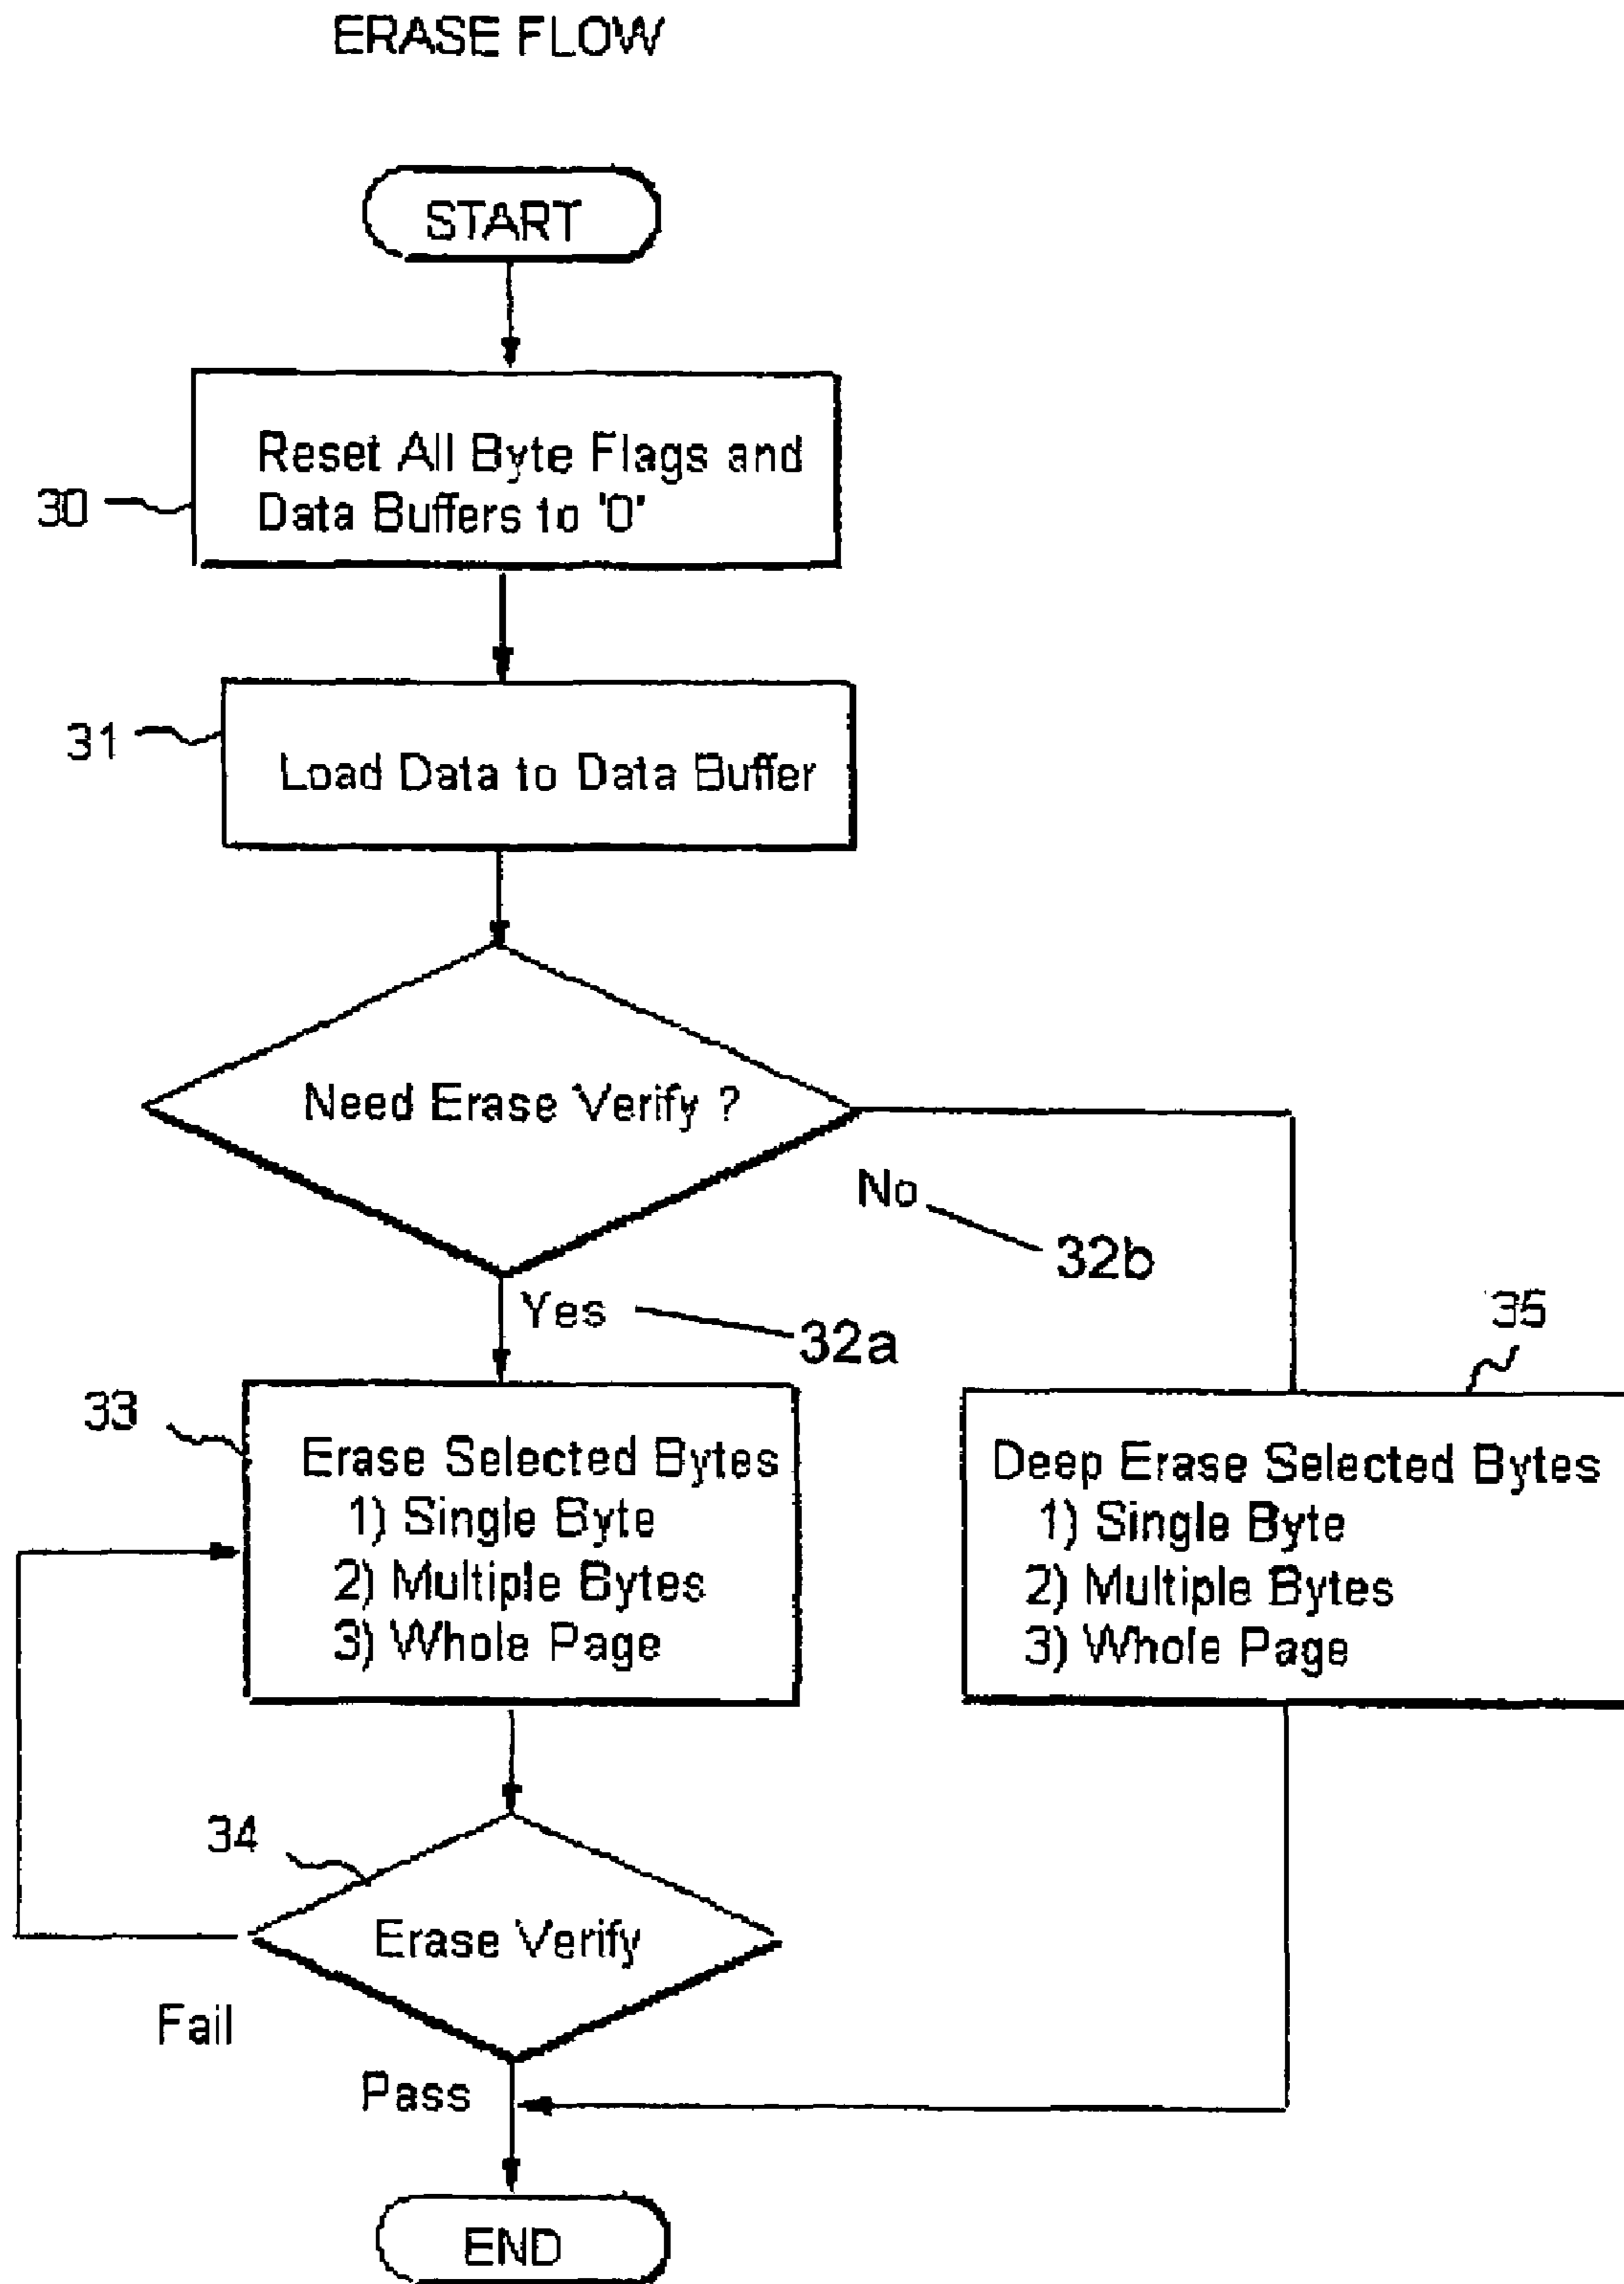 ERASE FLOW
START
Reset All Byte Flags and
Data Buffers to '0'
30
31
Load Data to Data Buffer
Need Erase Verify ?
No
32b
Yes
32a
33
Erase Selected Bytes
1) Single Byte
2) Multiple Bytes
3) Whole Page
35
Deep Erase Selected Bytes
1) Single Byte
2) Multiple Bytes
3) Whole Page
34
Erase Verify
Fail
Pass
END